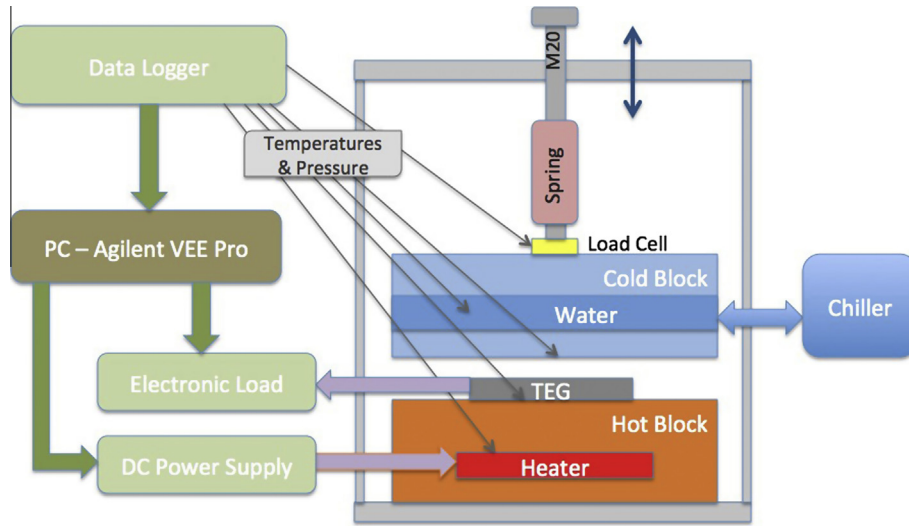 Data Logger
M20
Temperatures
& Pressure
Spring
PC – Agilent VEE Pro
Load Cell
Cold Block
Water
Chiller
Electronic Load
TEG
Hot Block
DC Power Supply
Heater